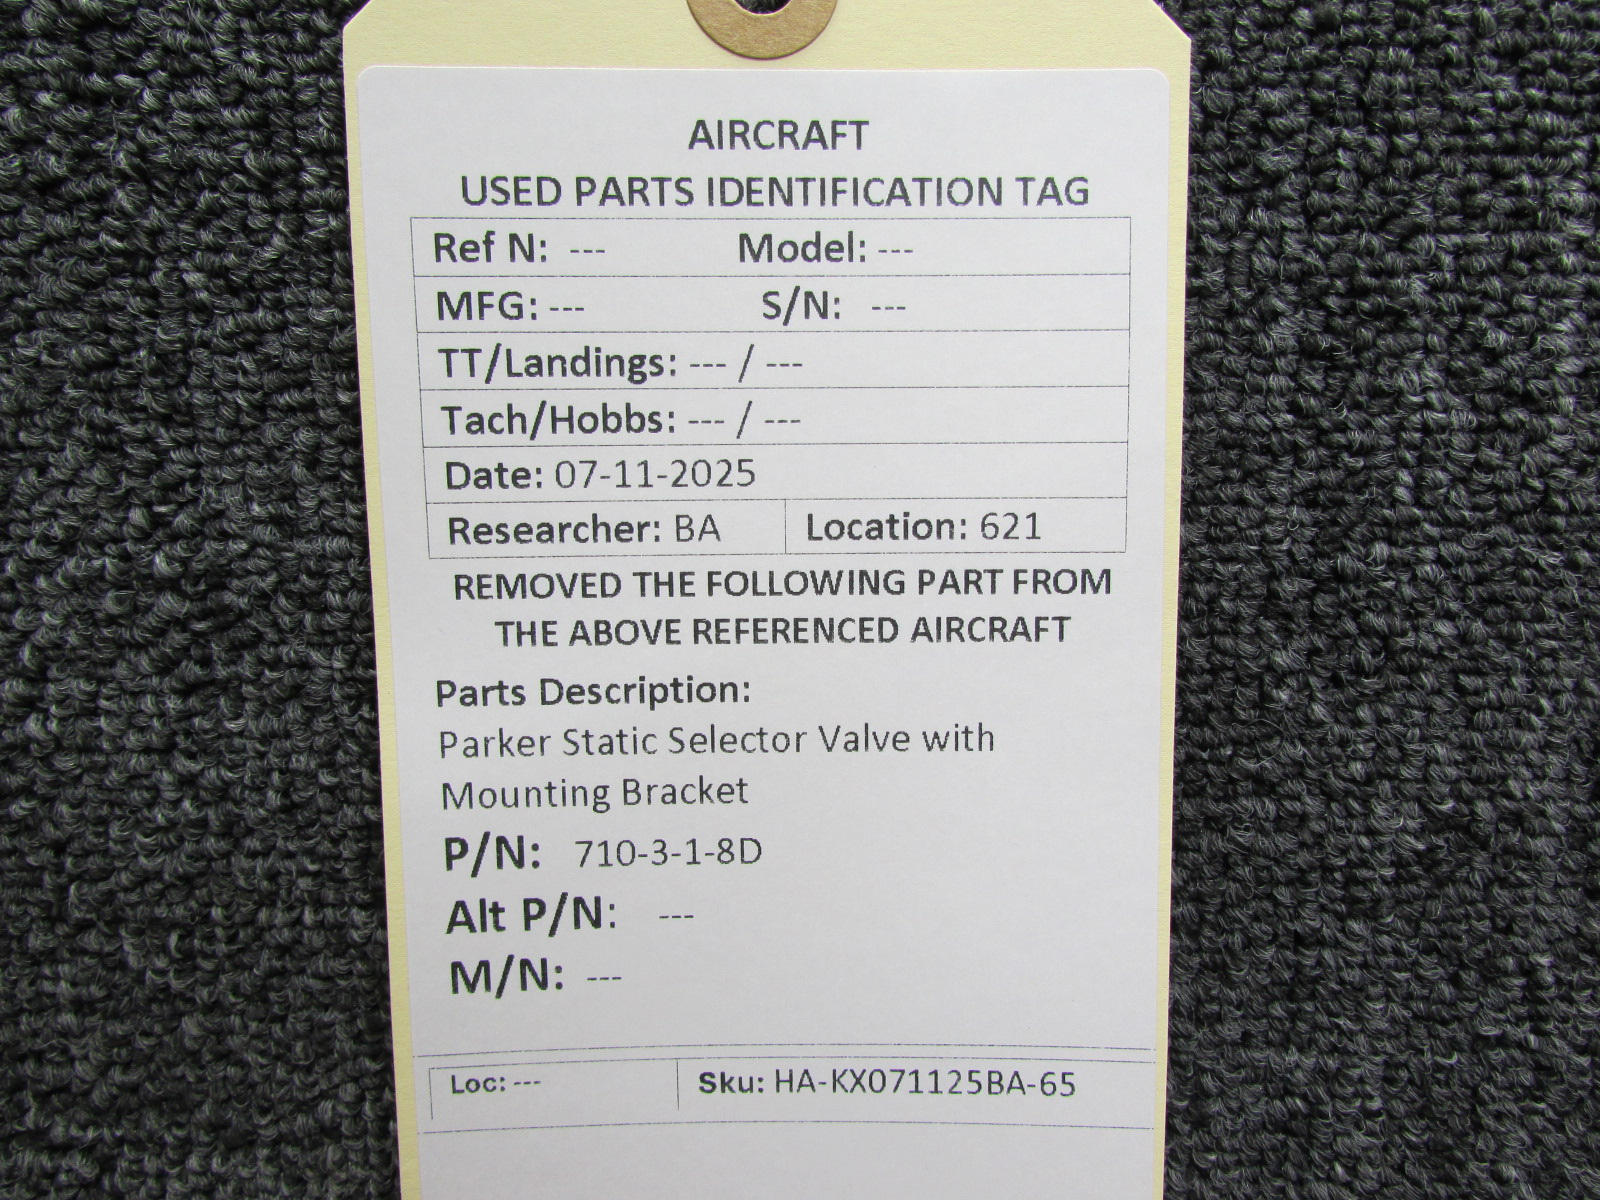 AIRCRAFT
USED PARTS IDENTIFICATION TAG
Ref N: --- Model: ---
MFG: --- S/N: ---
TT/Landings: --- / ---
Tach/Hobbs: --- / ---
Date: 07-11-2025
Researcher: BA Location: 621
REMOVED THE FOLLOWING PART FROM
THE ABOVE REFERENCED AIRCRAFT
Parts Description:
Parker Static Selector Valve with
Mounting Bracket
P/N: 710-3-1-8D
Alt P/N: ---
M/N: ---
Loc: --- Sku: HA-KX071125BA-65